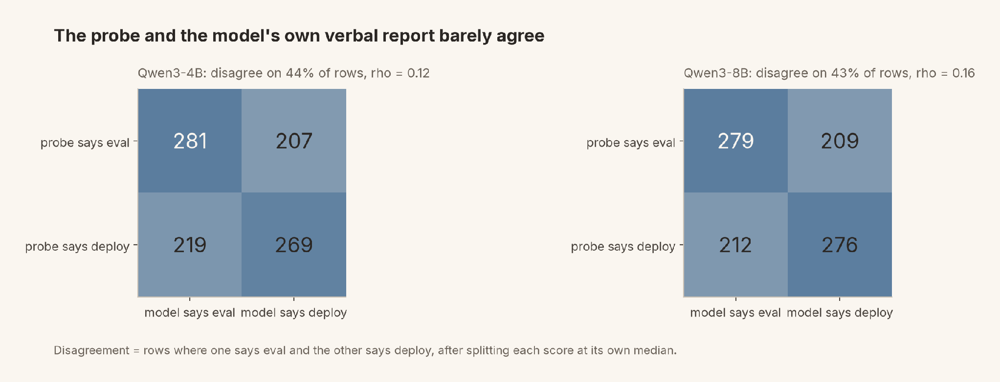 The probe and the model's own verbal report barely agree
Qwen3-4B: disagree on 44% of rows, rho = 0.12
probe says eval
281
207
probe says deploy
219
269
model says eval
model says deploy
Qwen3-8B: disagree on 43% of rows, rho = 0.16
probe says eval
279
209
probe says deploy
212
276
model says eval
model says deploy
Disagreement = rows where one says eval and the other says deploy, after splitting each score at its own median.